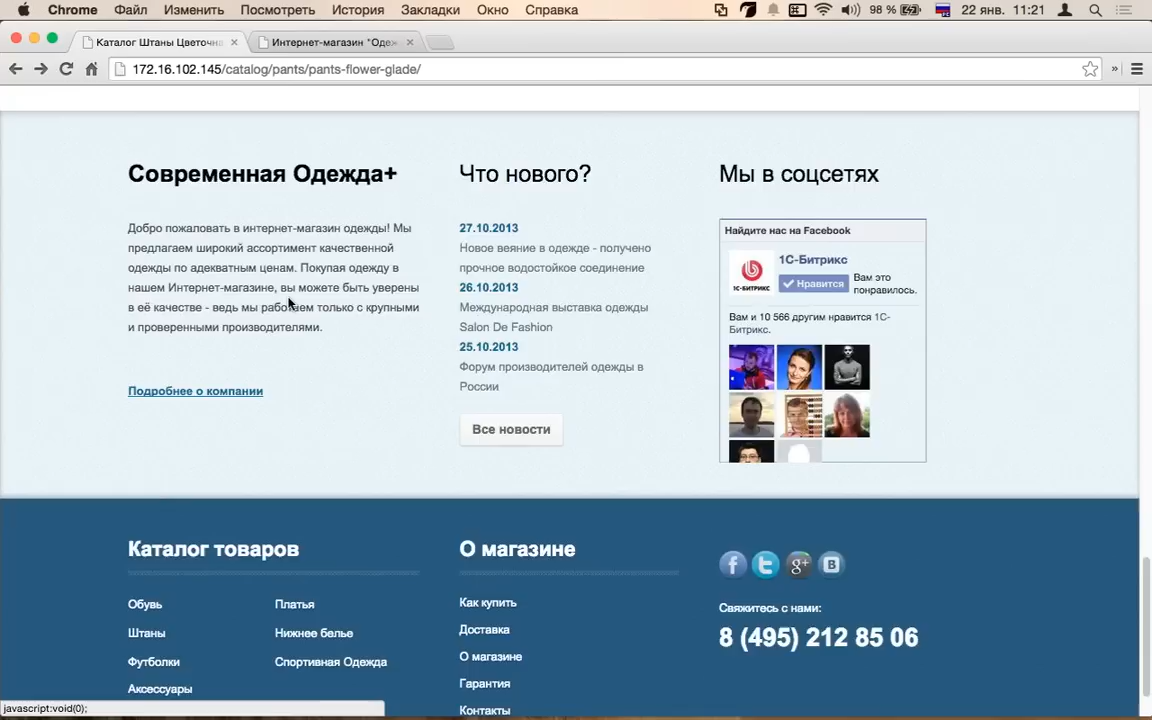 Chrome Файл Изменить Посмотреть История Закладки Окно Справка 98 % 22 янв. 11:21
Каталог Штаны Цветочна
Интернет-магазин "Одеж
172.16.102.145/catalog/pants/pants-flower-glade/
»
Современная Одежда+
Добро пожаловать в интернет-магазин одежды! Мы
предлагаем широкий ассортимент качественной
одежды по адекватным ценам. Покупая одежду в
нашем Интернет-магазине, вы можете быть уверены
в её качестве - ведь мы работаем только с крупными
и проверенными производителями.
Подробнее о компании
Что нового?
27.10.2013
Новое веяние в одежде - получено
прочное водостойкое соединение
26.10.2013
Международная выставка одежды
Salon De Fashion
25.10.2013
Форум производителей одежды в
России
Все новости
Мы в соцсетях
Найдите нас на Facebook
1С-БИТРИКС
1С-Битрикс
Нравится
Вам это
понравилось.
Вам и 10 566 другим нравится 1С-
Битрикс.
Каталог товаров
Обувь
Штаны
Футболки
Аксессуары
Платья
Нижнее белье
Спортивная Одежда
О магазине
Как купить
Доставка
О магазине
Гарантия
Контакты
f t g+ B
Свяжитесь с нами:
8 (495) 212 85 06
javascript:void(0);